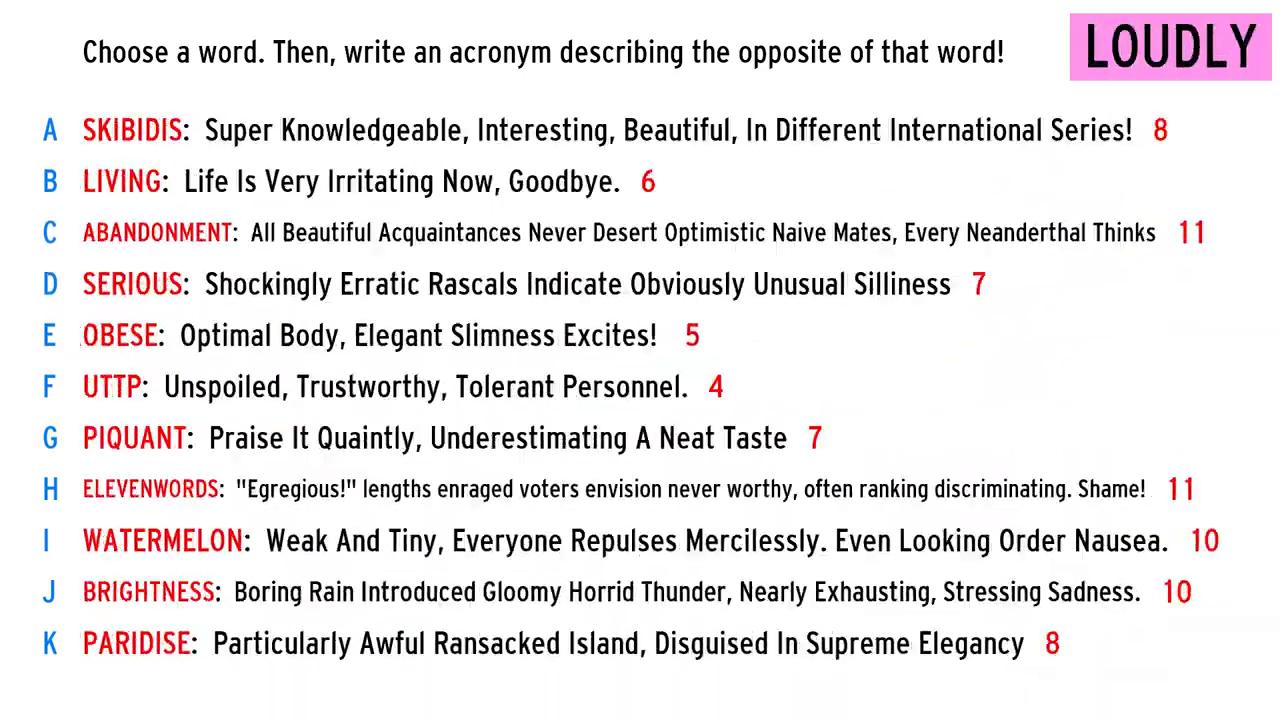 Choose a word. Then, write an acronym describing the opposite of that word! LOUDLY
A SKIBIDIS: Super Knowledgeable, Interesting, Beautiful, In Different International Series! 8
B LIVING: Life Is Very Irritating Now, Goodbye. 6
C ABANDONMENT: All Beautiful Acquaintances Never Desert Optimistic Naive Mates, Every Neanderthal Thinks 11
D SERIOUS: Shockingly Erratic Rascals Indicate Obviously Unusual Silliness 7
E OBESE: Optimal Body, Elegant Slimness Excites! 5
F UTTP: Unspoiled, Trustworthy, Tolerant Personnel. 4
G PIQUANT: Praise It Quaintly, Underestimating A Neat Taste 7
H ELEVENWORDS: "Egregious!" lengths enraged voters envision never worthy, often ranking discriminating. Shame! 11
I WATERMELON: Weak And Tiny, Everyone Repulses Mercilessly. Even Looking Order Nausea. 10
J BRIGHTNESS: Boring Rain Introduced Gloomy Horrid Thunder, Nearly Exhausting, Stressing Sadness. 10
K PARIDISE: Particularly Awful Ransacked Island, Disguised In Supreme Elegancy 8